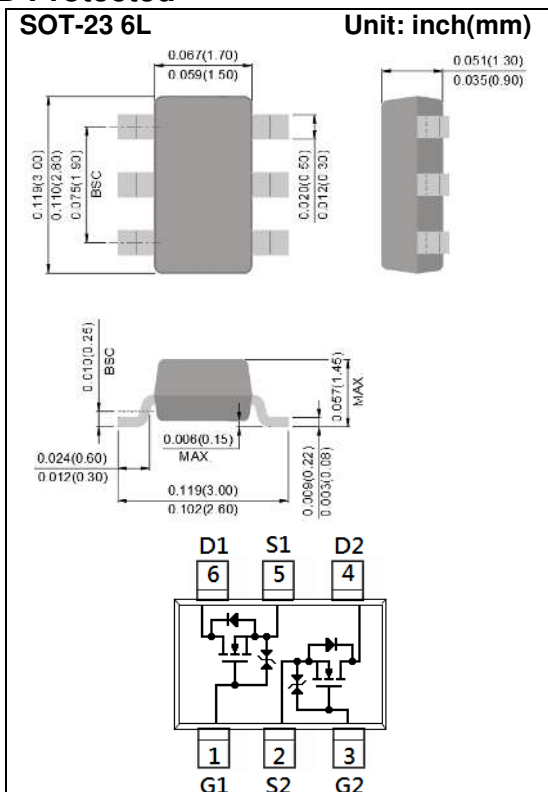 SOT-23 6L Unit: inch(mm)
0.067(1.70)
0.059(1.50)
0.051(1.30)
0.035(0.90)
0.119(3.00)
0.110(2.80)
0.075(1.90)
BSC
0.020(0.50)
0.012(0.30)
0.010(0.25)
BSC
0.057(1.45)
MAX.
0.006(0.15)
MAX.
0.024(0.60)
0.012(0.30)
0.119(3.00)
0.102(2.60)
0.009(0.22)
0.003(0.08)
D1 S1 D2
6 5 4
1 2 3
G1 S2 G2